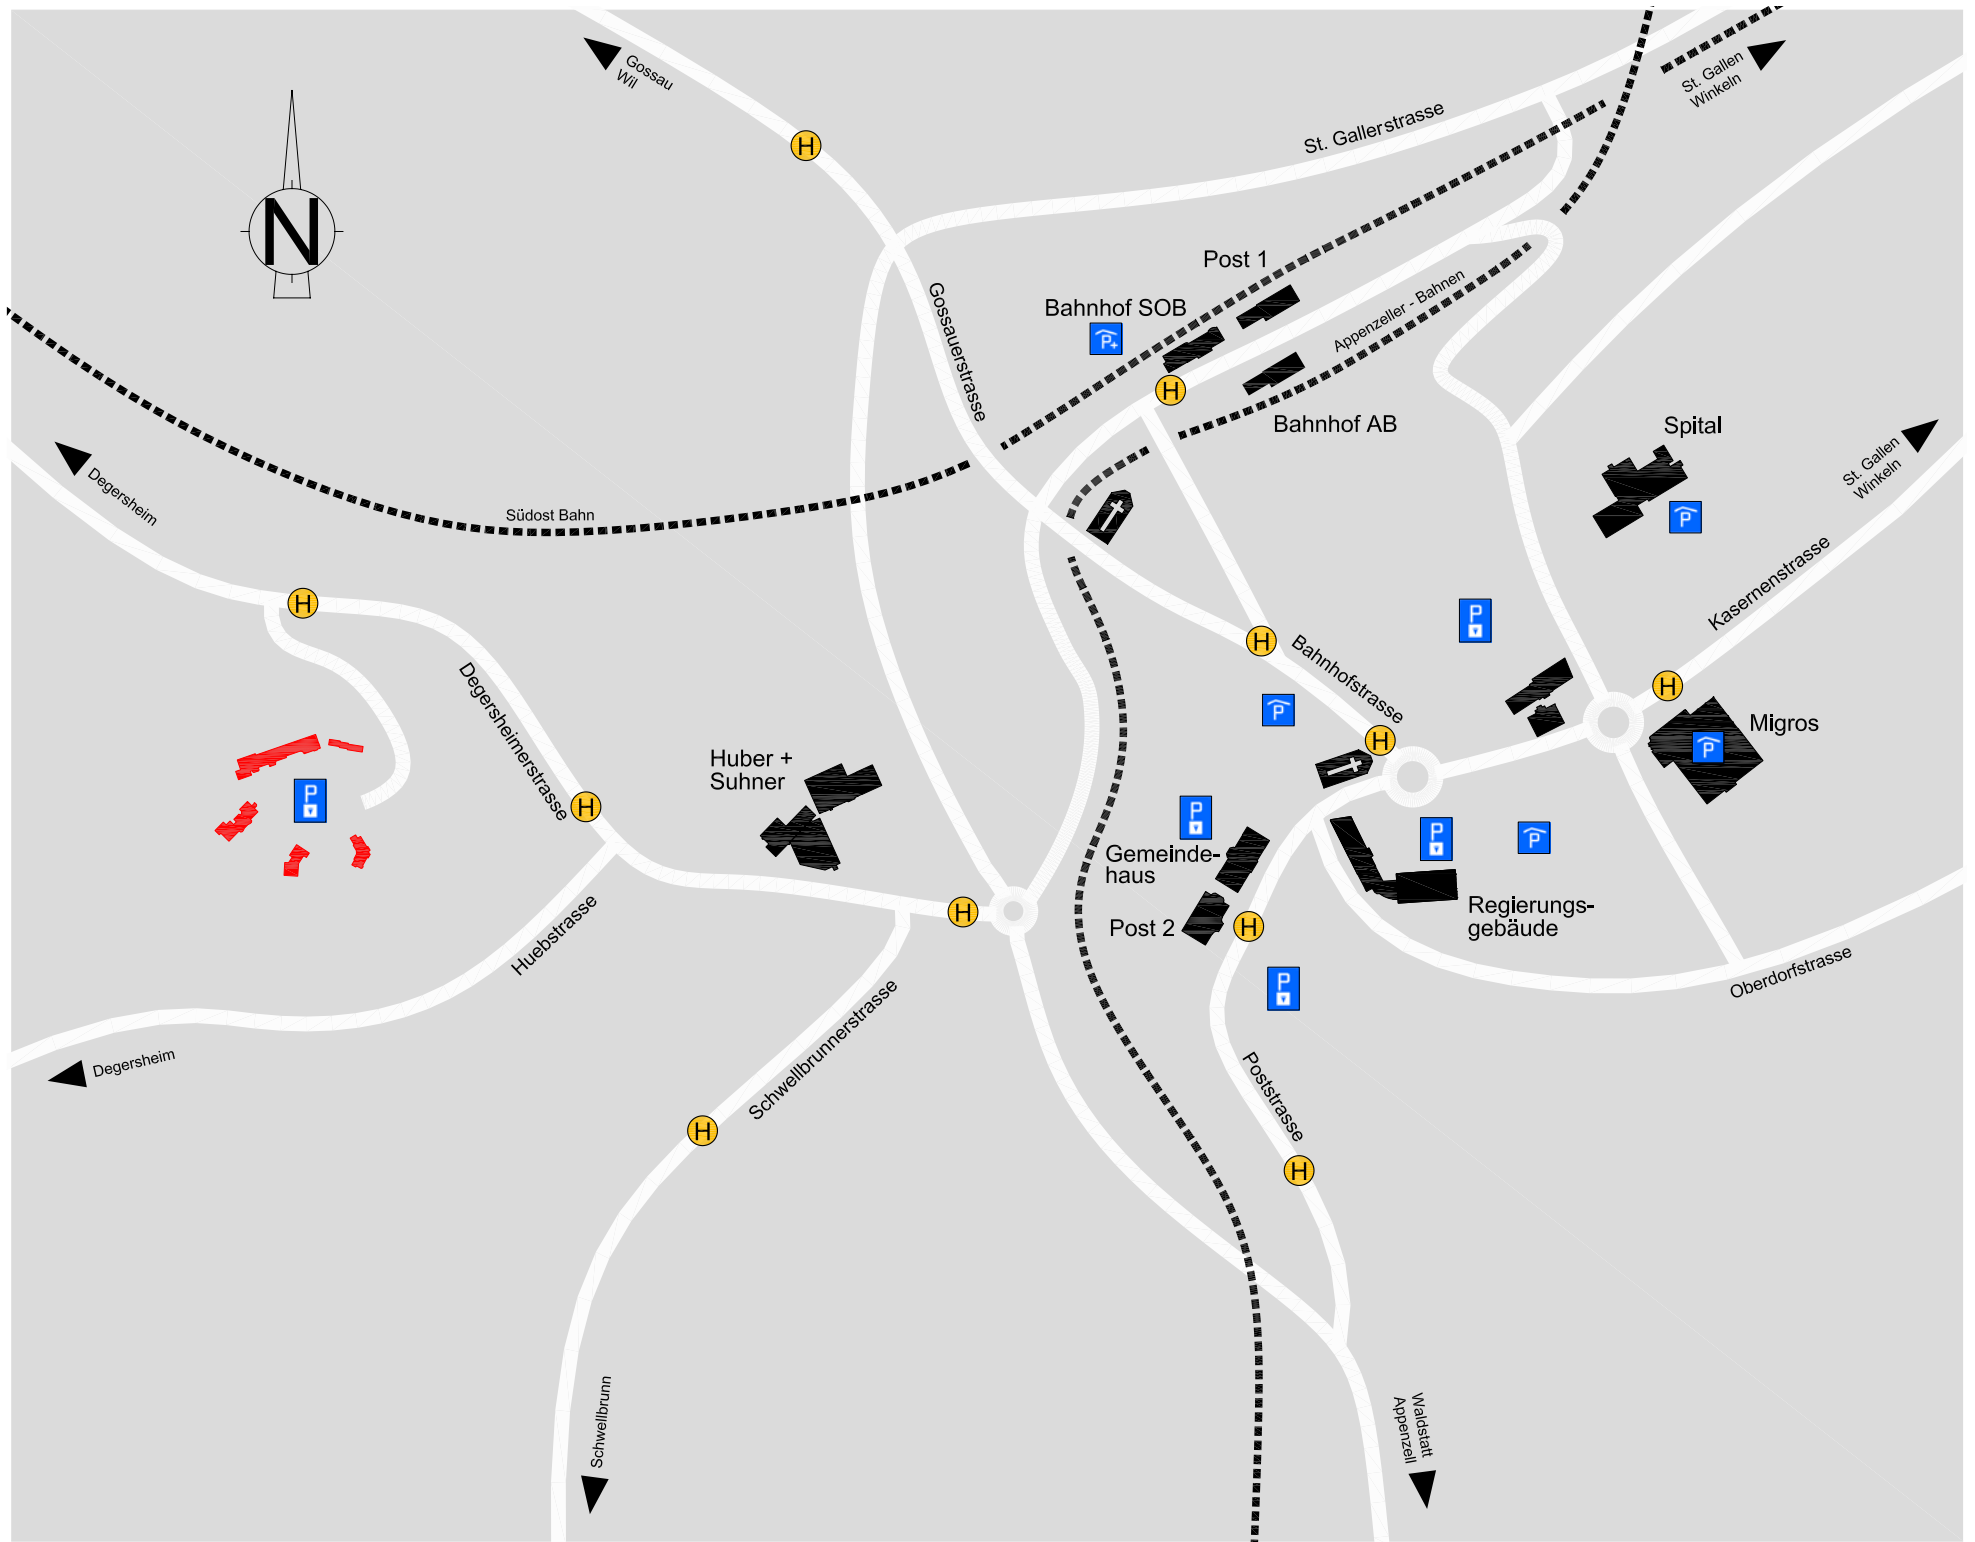 Gossau
Wil
St. Gallen
Winkeln
St. Gallerstrasse
H
N
Post 1
Bahnhof SOB
P+
Gossauerstrasse
Appenzeller - Bahnen
H
Bahnhof AB
Spital
St. Gallen
Winkeln
Degersheim
Südost Bahn
P
Kasernenstrasse
H
P
H
Bahnhofstrasse
Degersheimerstrasse
H
P
Migros
P
H
Huber +
Suhner
P
H
P
Gemeinde-
haus
P
P
Post 2
H
Regierungs-
gebäude
H
Huebstrasse
Oberdorfstrasse
P
Schwellbrunnerstrasse
Degersheim
Poststrasse
H
H
Schwellbrunn
Waldstatt
Appenzell